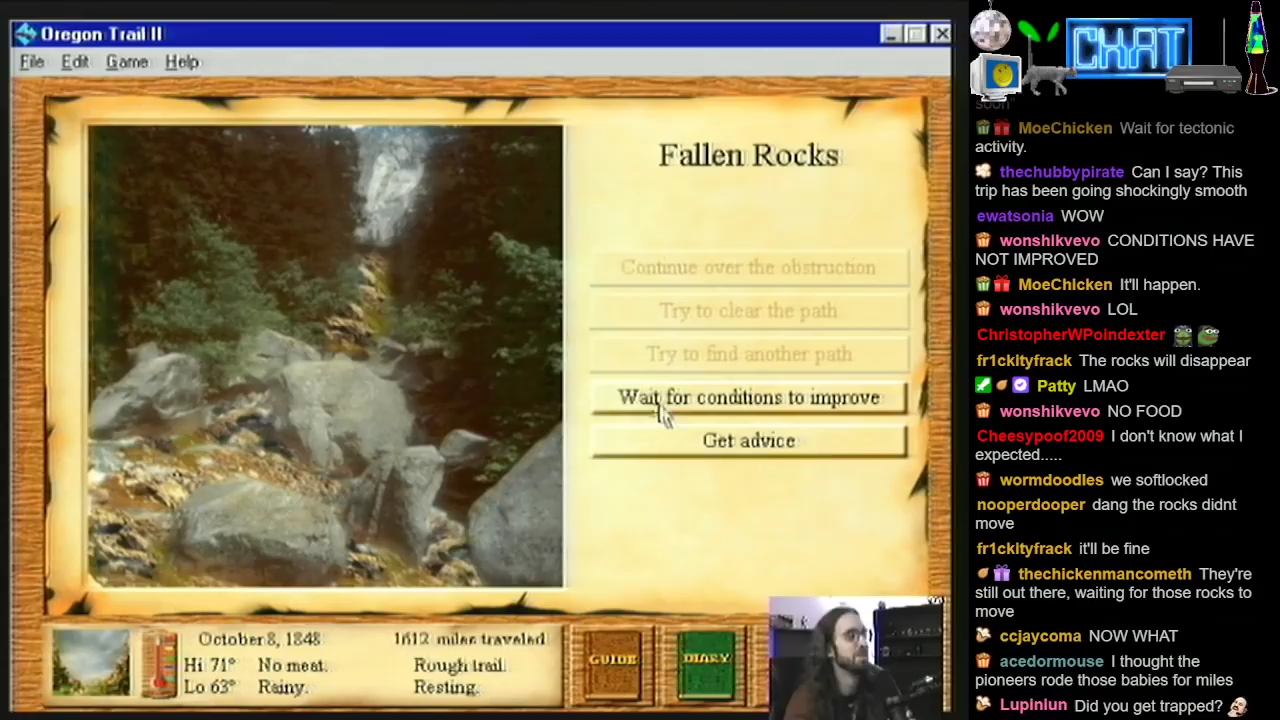 Oregon Trail II
File Edit Game Help
Fallen Rocks
Continue over the obstruction
Try to clear the path
Try to find another path
Wait for conditions to improve
Get advice
October 8, 1848
1612 miles traveled
Hi 71° No meat. Rough trail.
Lo 63° Rainy. Resting.
GUIDE
DIARY
CHAT
soon"
MoeChicken Wait for tectonic
activity.
thechubbypirate Can I say? This
trip has been going shockingly smooth
ewatsonia WOW
wonshikvevo CONDITIONS HAVE
NOT IMPROVED
MoeChicken It'll happen.
wonshikvevo LOL
ChristopherWPoindexter
fr1ckityfrack The rocks will disappear
Patty LMAO
wonshikvevo NO FOOD
Cheesypoof2009 I don't know what I
expected.....
wormdoodles we softlocked
nooperdooper dang the rocks didnt
move
fr1ckityfrack it'll be fine
thechickenmancometh They're
still out there, waiting for those rocks to
move
ccjaycoma NOW WHAT
acedormouse I thought the
pioneers rode those babies for miles
Lupinlun Did you get trapped?